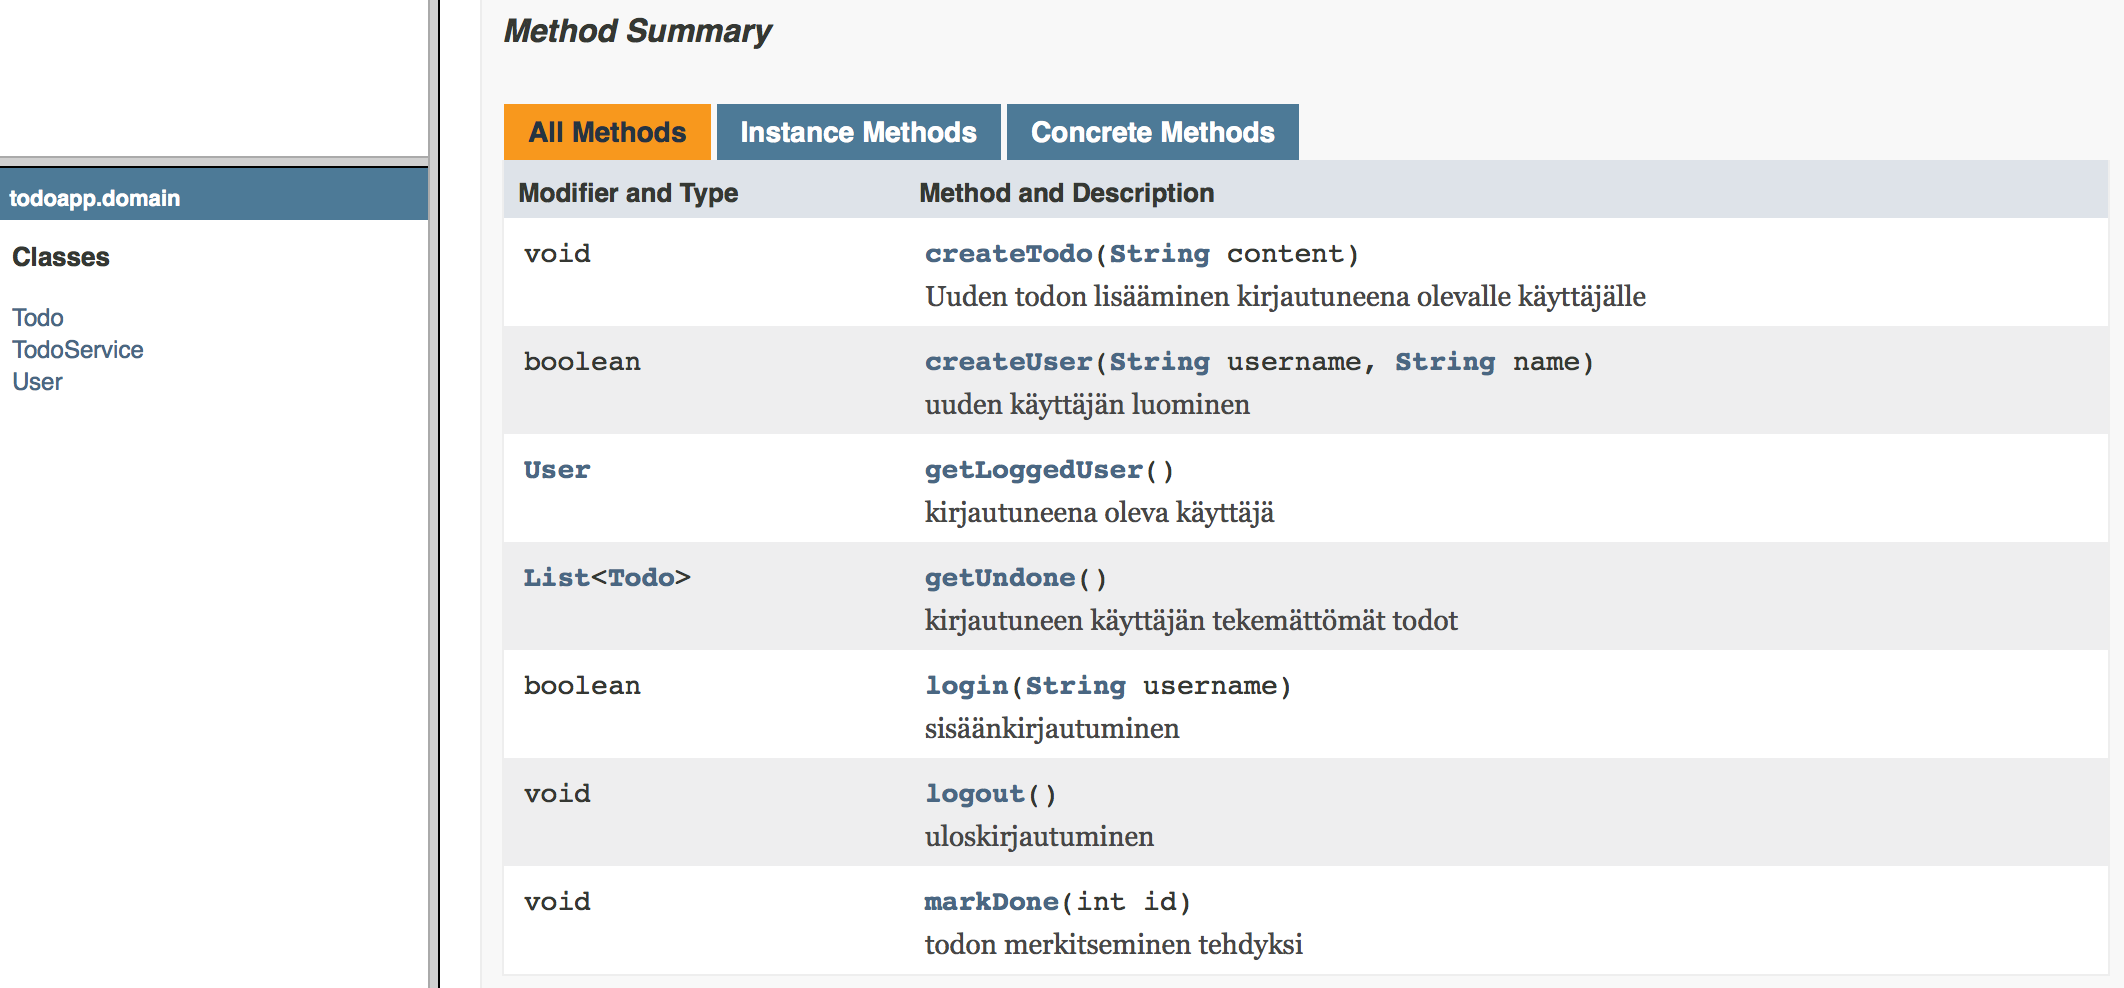 todoapp.domain
Classes
Todo
TodoService
User
Method Summary
All Methods Instance Methods Concrete Methods
Modifier and Type Method and Description
void createTodo(String content)
Uuden todon lisääminen kirjautuneena olevalle käyttäjälle
boolean createUser(String username, String name)
uuden käyttäjän luominen
User getLoggedUser()
kirjautuneena oleva käyttäjä
List<Todo> getUndone()
kirjautuneen käyttäjän tekemättömät todot
boolean login(String username)
sisäänkirjautuminen
void logout()
uloskirjautuminen
void markDone(int id)
todon merkitseminen tehdyksi